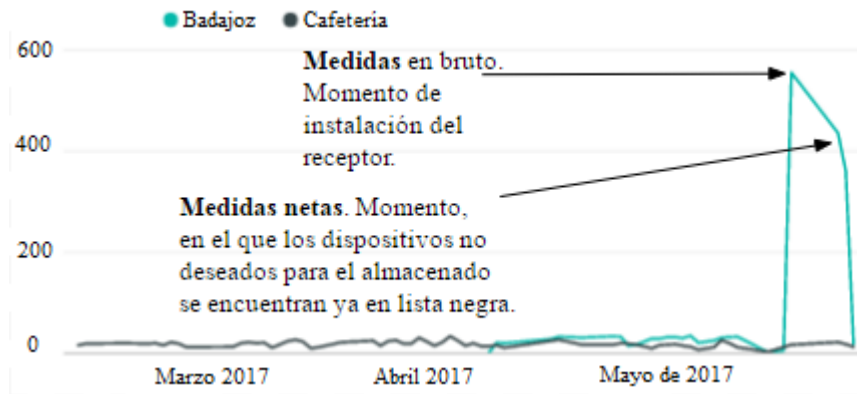 Badajoz Cafetería
600
Medidas en bruto.
Momento de
instalación del
receptor.
400
Medidas netas. Momento,
en el que los dispositivos no
deseados para el almacenado
se encuentran ya en lista negra.
200
0
Marzo 2017 Abril 2017 Mayo de 2017